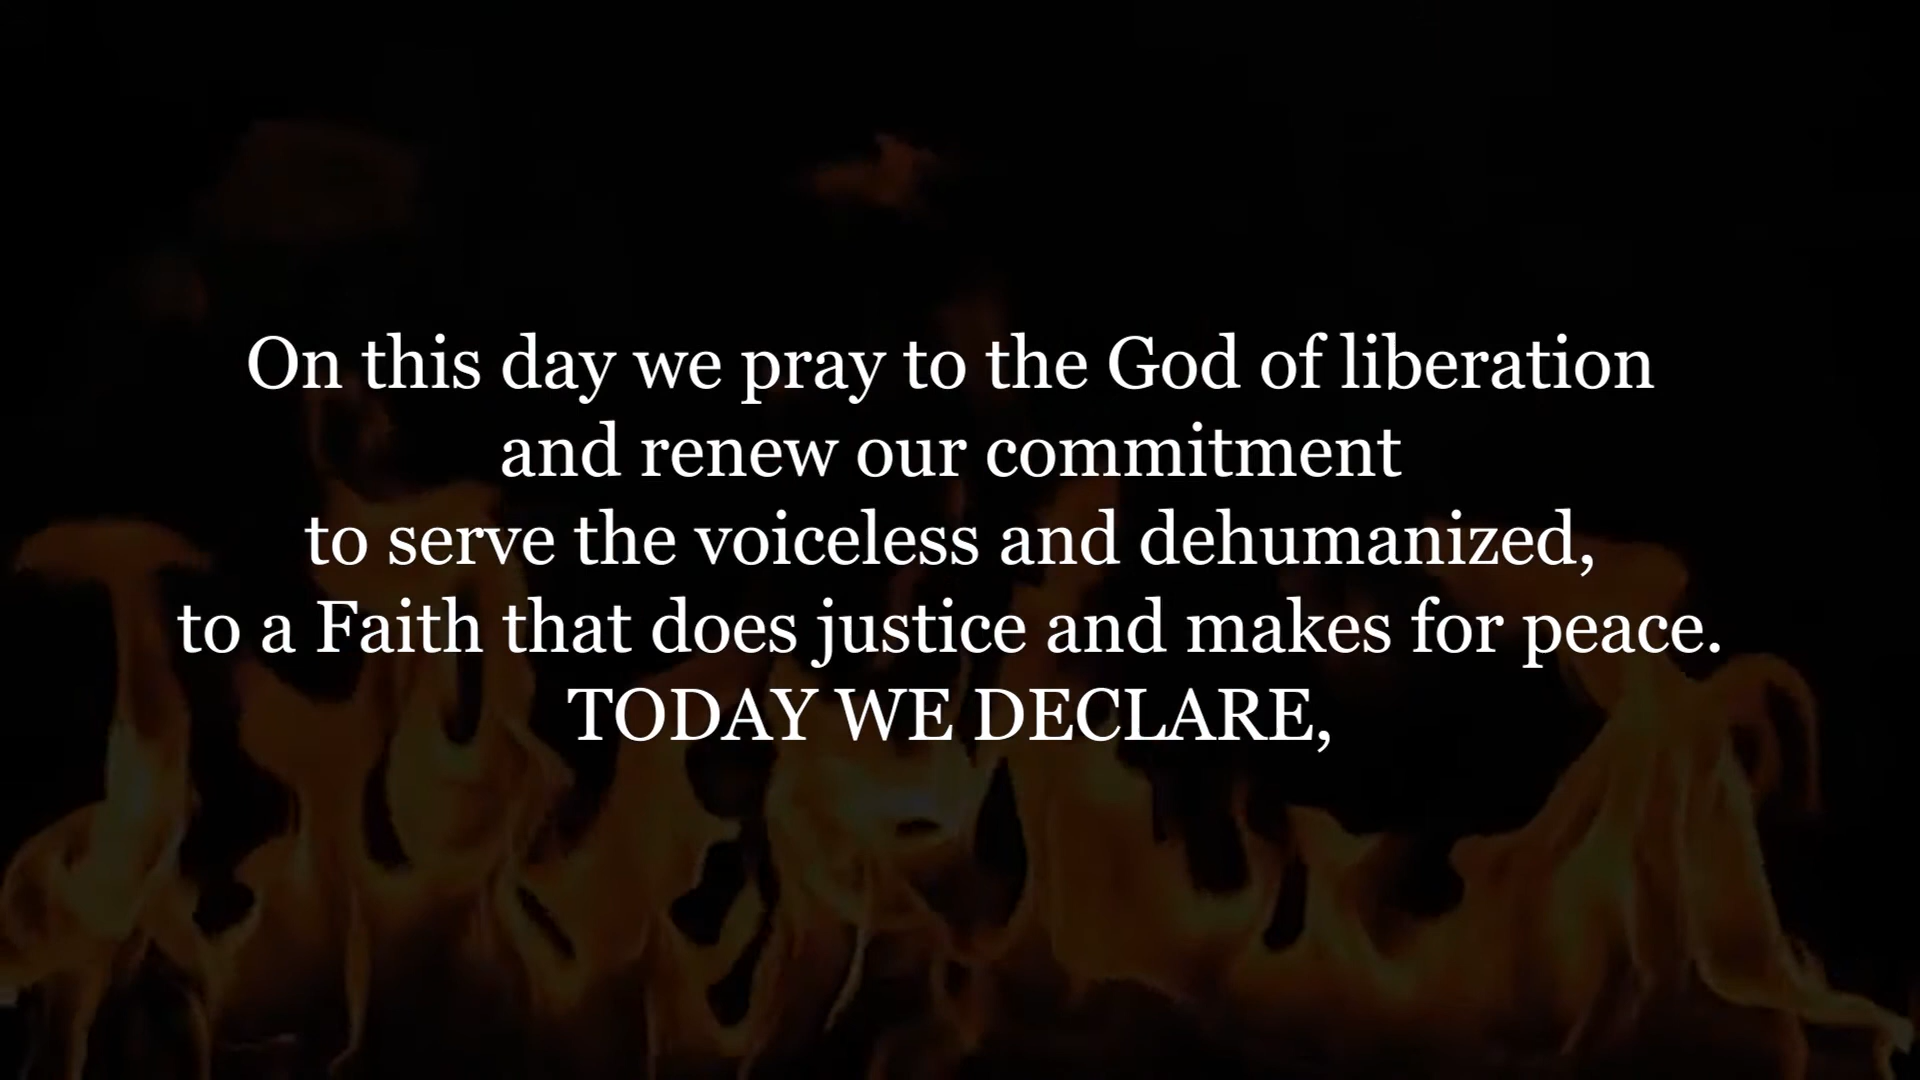 On this day we pray to the God of liberation
and renew our commitment
to serve the voiceless and dehumanized,
to a Faith that does justice and makes for peace.
TODAY WE DECLARE,